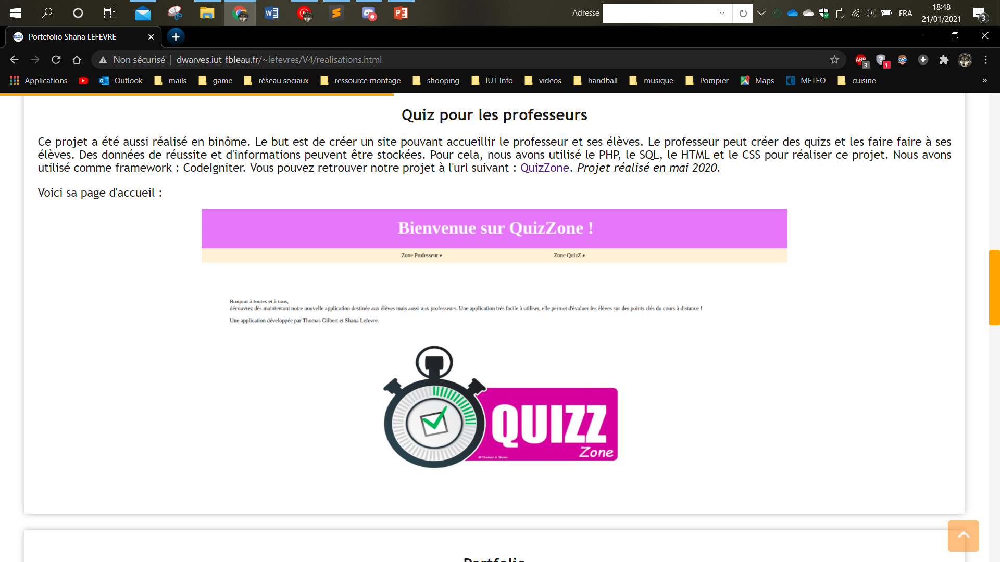 Adresse
FRA
18:48
21/01/2021
3
Portefolio Shana LEFEVRE
Non sécurisé | dwarves.iut-fbleau.fr/~lefevres/V4/realisations.html
ABP
3
1
Applications
Outlook
mails
game
réseau sociaux
ressource montage
shooping
IUT Info
videos
handball
musique
Pompier
Maps
METEO
cuisine
»
Quiz pour les professeurs
Ce projet a été aussi réalisé en binôme. Le but est de créer un site pouvant accueillir le professeur et ses élèves. Le professeur peut créer des quizs et les faire faire à ses
élèves. Des données de réussite et d'informations peuvent être stockées. Pour cela, nous avons utilisé le PHP, le SQL, le HTML et le CSS pour réaliser ce projet. Nous avons
utilisé comme framework : CodeIgniter. Vous pouvez retrouver notre projet à l'url suivant : QuizZone. Projet réalisé en mai 2020.
Voici sa page d'accueil :
Bienvenue sur QuizZone !
Zone Professeur ▾
Zone QuizZ ▾
Bonjour à toutes et à tous,
découvrez dès maintentant notre nouvelle application destinée aux élèves mais aussi aux professeurs. Une application très facile à utiliser, elle permet d'évaluer les élèves sur des points clés du cours à distance !
Une application développée par Thomas Gilbert et Shana Lefevre.
QUIZZ
Zone
@Thomas & Shana
Portfolio